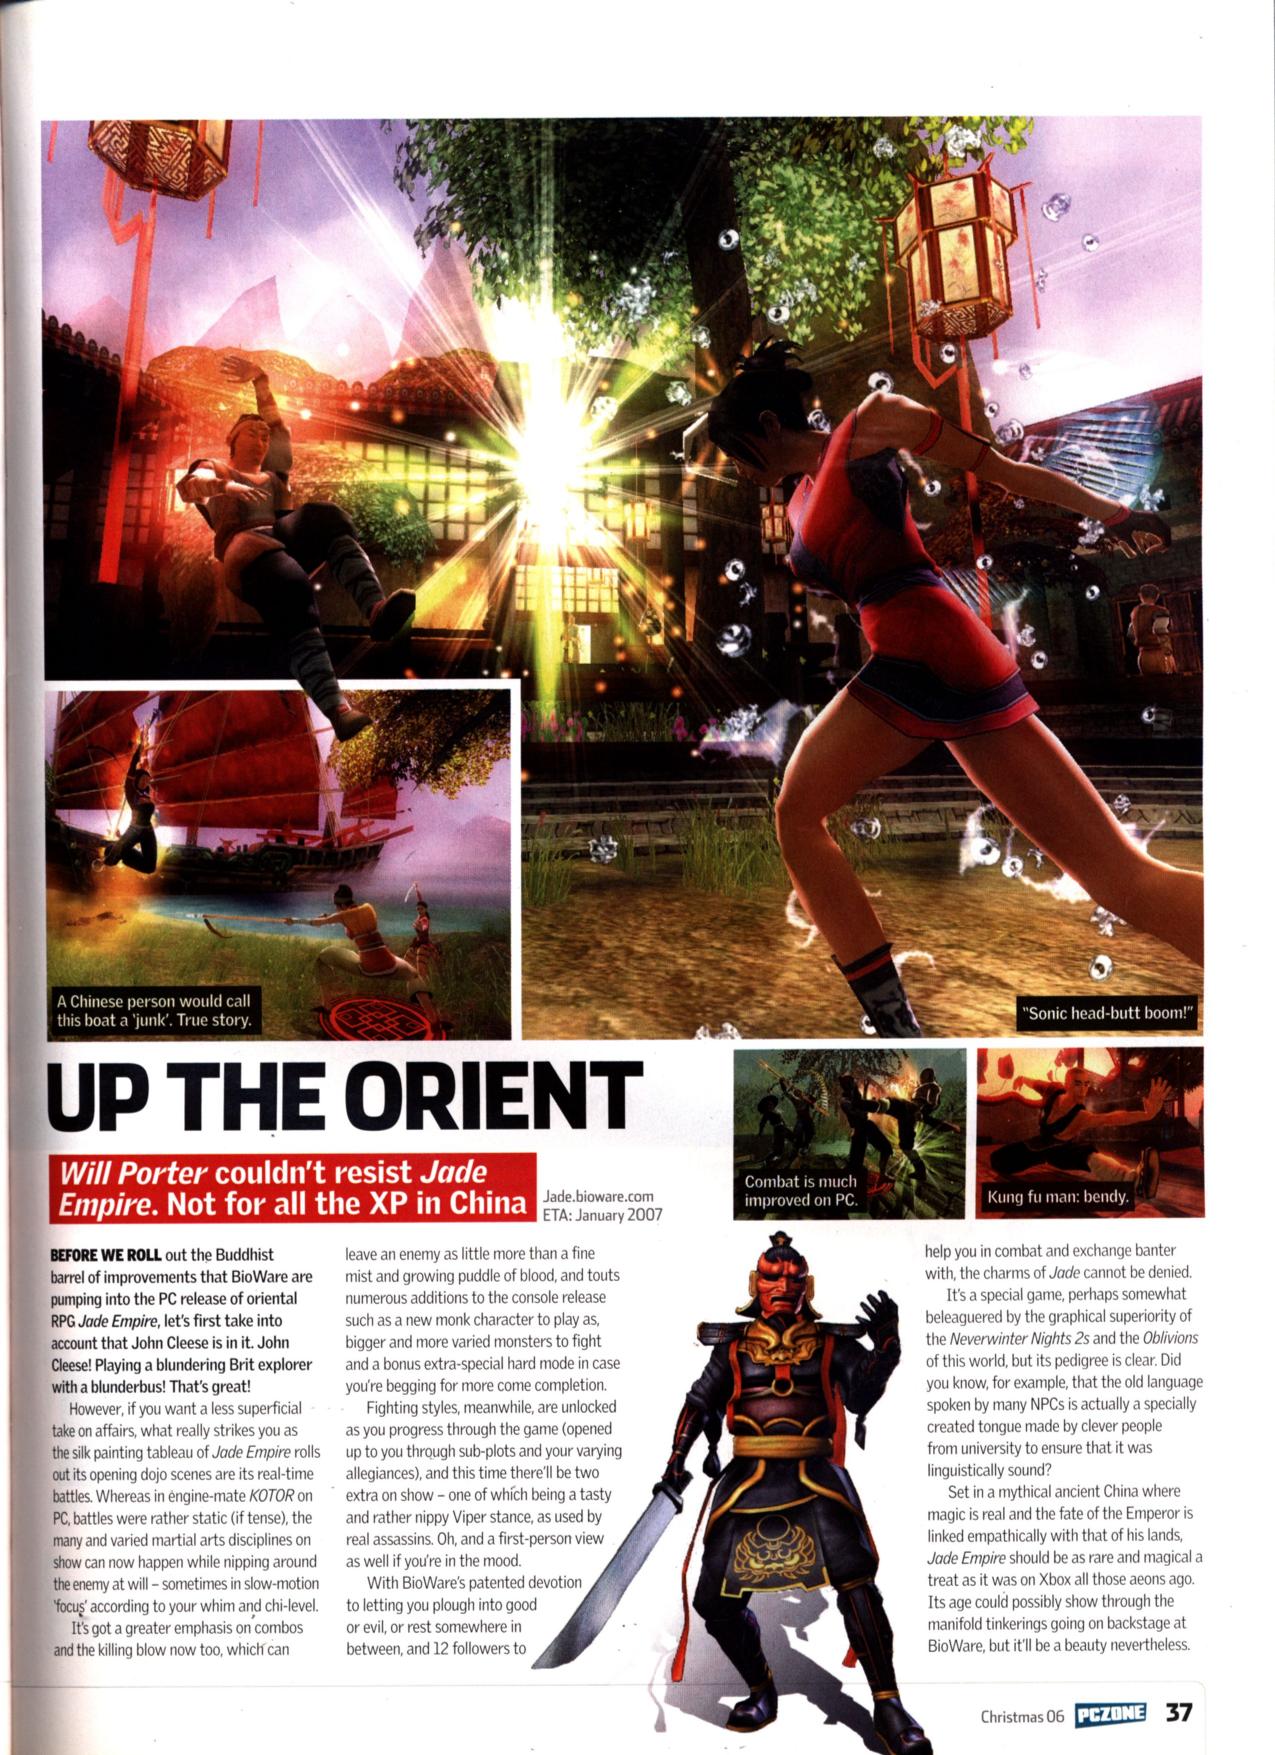 A Chinese person would call
this boat a 'junk'. True story.
"Sonic head-butt boom!"
UP THE ORIENT
Will Porter couldn't resist Jade
Empire. Not for all the XP in China
Jade.bioware.com
ETA: January 2007
Combat is much
improved on PC.
Kung fu man: bendy.
BEFORE WE ROLL out the Buddhist
barrel of improvements that BioWare are
pumping into the PC release of oriental
RPG Jade Empire, let's first take into
account that John Cleese is in it. John
Cleese! Playing a blundering Brit explorer
with a blunderbus! That's great!
However, if you want a less superficial
take on affairs, what really strikes you as
the silk painting tableau of Jade Empire rolls
out its opening dojo scenes are its real-time
battles. Whereas in engine-mate KOTOR on
PC, battles were rather static (if tense), the
many and varied martial arts disciplines on
show can now happen while nipping around
the enemy at will – sometimes in slow-motion
'focus' according to your whim and chi-level.
It's got a greater emphasis on combos
and the killing blow now too, which can
leave an enemy as little more than a fine
mist and growing puddle of blood, and touts
numerous additions to the console release
such as a new monk character to play as,
bigger and more varied monsters to fight
and a bonus extra-special hard mode in case
you're begging for more come completion.
Fighting styles, meanwhile, are unlocked
as you progress through the game (opened
up to you through sub-plots and your varying
allegiances), and this time there'll be two
extra on show – one of which being a tasty
and rather nippy Viper stance, as used by
real assassins. Oh, and a first-person view
as well if you're in the mood.
With BioWare's patented devotion
to letting you plough into good
or evil, or rest somewhere in
between, and 12 followers to
help you in combat and exchange banter
with, the charms of Jade cannot be denied.
It's a special game, perhaps somewhat
beleaguered by the graphical superiority of
the Neverwinter Nights 2s and the Oblivions
of this world, but its pedigree is clear. Did
you know, for example, that the old language
spoken by many NPCs is actually a specially
created tongue made by clever people
from university to ensure that it was
linguistically sound?
Set in a mythical ancient China where
magic is real and the fate of the Emperor is
linked empathically with that of his lands,
Jade Empire should be as rare and magical a
treat as it was on Xbox all those aeons ago.
Its age could possibly show through the
manifold tinkerings going on backstage at
BioWare, but it'll be a beauty nevertheless.
Christmas 06 PCZONE 37